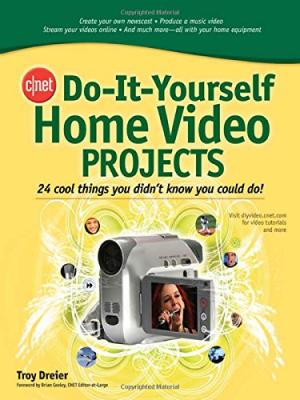 Create your own newscast • Produce a music video
Stream your videos online • And much more—all with your home equipment
c|net
Do-It-Yourself
Home Video
PROJECTS
24 cool things you didn't know you could do!
Visit diyvideo.cnet.com
for video tutorials
and more
Troy Dreier
Foreword by Brian Cooley, CNET Editor-at-Large